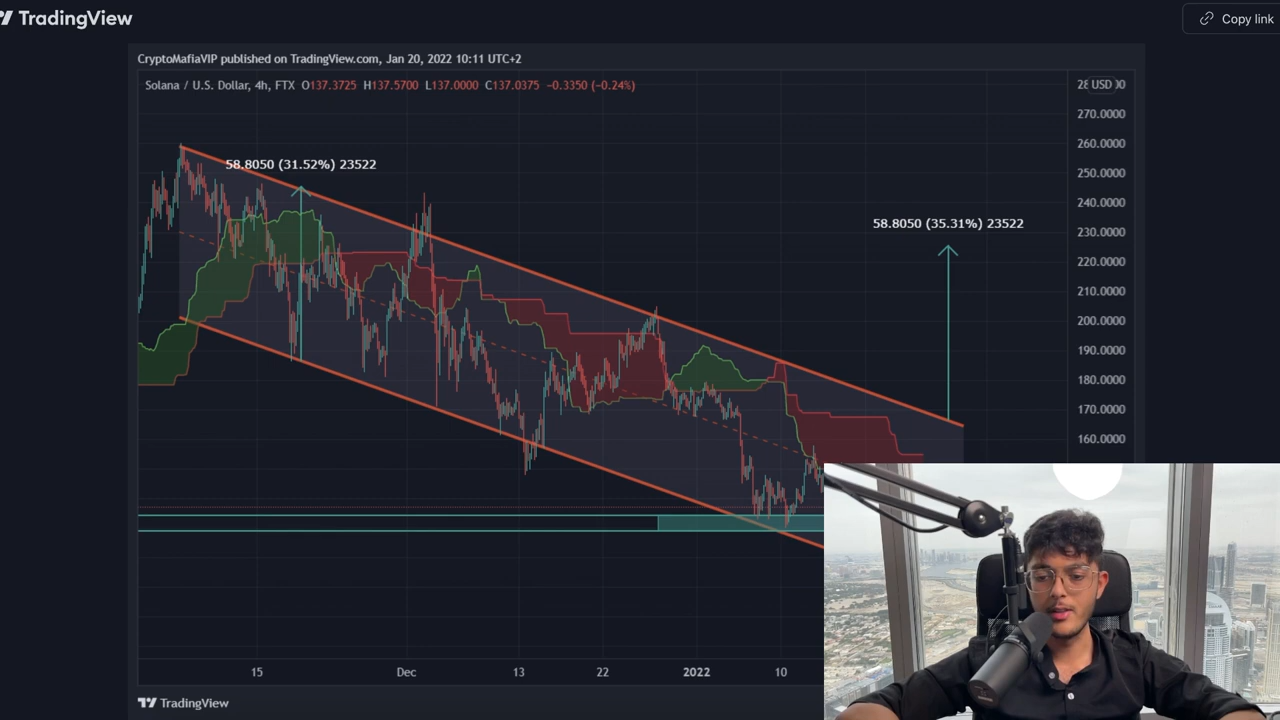 TradingView
Copy link
CryptoMafiaVIP published on TradingView.com, Jan 20, 2022 10:11 UTC+2
Solana / U.S. Dollar, 4h, FTX O137.3725 H137.5700 L137.0000 C137.0375 -0.3350 (-0.24%)
USD
270.0000
260.0000
58.8050 (31.52%) 23522
250.0000
240.0000
58.8050 (35.31%) 23522
230.0000
220.0000
210.0000
200.0000
190.0000
180.0000
170.0000
160.0000
15 Dec 13 22 2022 10
TradingView